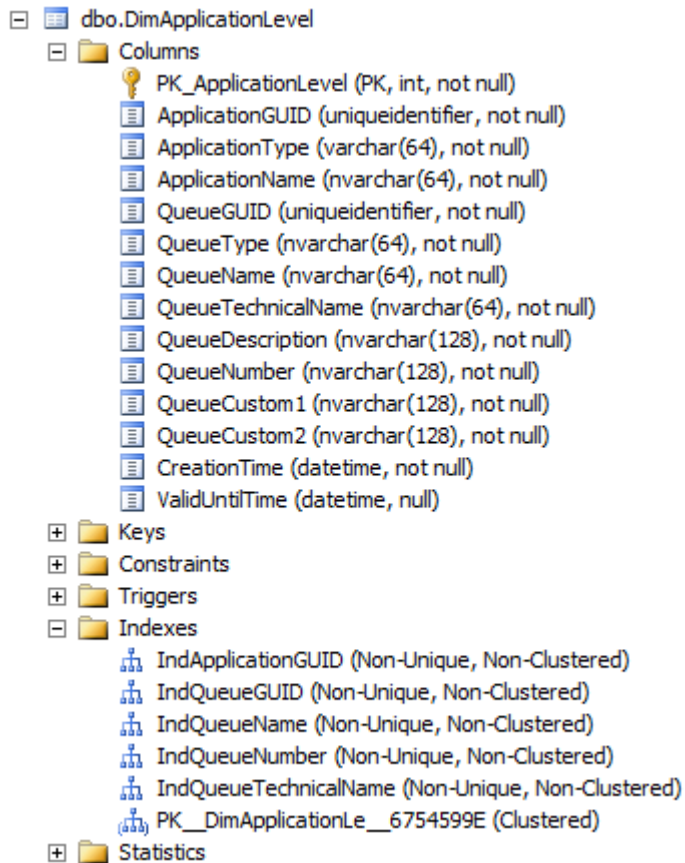 dbo.DimApplicationLevel
Columns
PK_ApplicationLevel (PK, int, not null)
ApplicationGUID (uniqueidentifier, not null)
ApplicationType (varchar(64), not null)
ApplicationName (nvarchar(64), not null)
QueueGUID (uniqueidentifier, not null)
QueueType (nvarchar(64), not null)
QueueName (nvarchar(64), not null)
QueueTechnicalName (nvarchar(64), not null)
QueueDescription (nvarchar(128), not null)
QueueNumber (nvarchar(128), not null)
QueueCustom1 (nvarchar(128), not null)
QueueCustom2 (nvarchar(128), not null)
CreationTime (datetime, not null)
ValidUntilTime (datetime, null)
Keys
Constraints
Triggers
Indexes
IndApplicationGUID (Non-Unique, Non-Clustered)
IndQueueGUID (Non-Unique, Non-Clustered)
IndQueueName (Non-Unique, Non-Clustered)
IndQueueNumber (Non-Unique, Non-Clustered)
IndQueueTechnicalName (Non-Unique, Non-Clustered)
PK__DimApplicationLe__6754599E (Clustered)
Statistics